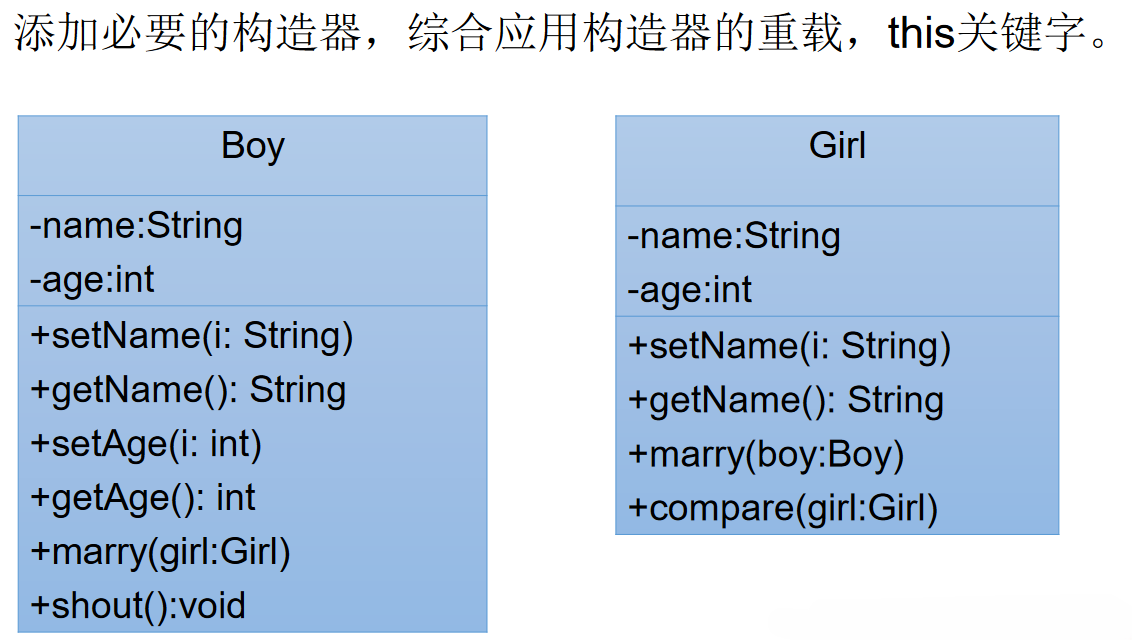 添加必要的构造器，综合应用构造器的重载，this关键字。
Boy
-name:String
-age:int
+setName(i: String)
+getName(): String
+setAge(i: int)
+getAge(): int
+marry(girl:Girl)
+shout():void
Girl
-name:String
-age:int
+setName(i: String)
+getName(): String
+marry(boy:Boy)
+compare(girl:Girl)